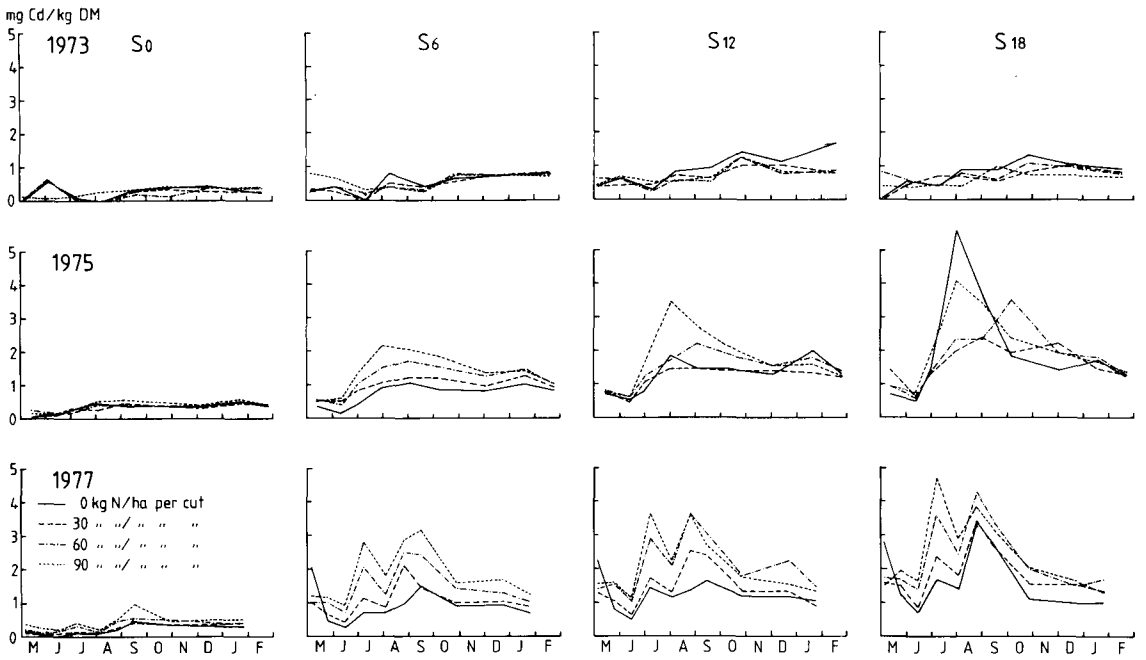 mg Cd/kg DM
1973 S0 S6 S12 S18
5
4
3
2
1
0
1975
5
4
3
2
1
0
1977
5
4
3
2
1
0
0 kg N/ha per cut
30 " "/ " " "
60 " "/ " " "
90 " "/ " " "
M J J A S O N D J F M J J A S O N D J F M J J A S O N D J F M J J A S O N D J F